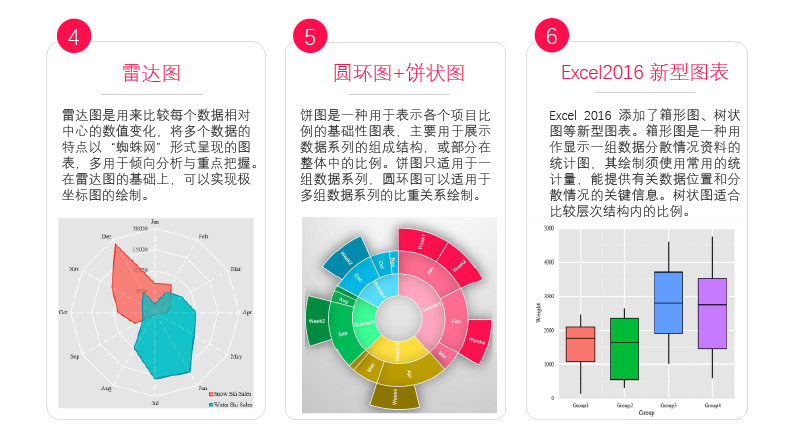 4
雷达图
雷达图是用来比较每个数据相对
中心的数值变化，将多个数据的
特点以“蜘蛛网”形式呈现的图
表，多用于倾向分析与重点把握。
在雷达图的基础上，可以实现极
坐标图的绘制。
Jan
Feb
Mar
Apr
May
Jun
Jul
Aug
Sep
Oct
Nov
Dec
20000
15000
Snow Ski Sales
Water Ski Sales
5
圆环图+饼状图
饼图是一种用于表示各个项目比
例的基础性图表，主要用于展示
数据系列的组成结构，或部分在
整体中的比例。饼图只适用于一
组数据系列，圆环图可以适用于
多组数据系列的比重关系绘制。
Week1
Week2
Jan
Feb
Week4
Mar
Apr
Week4
May
Sep
Week2
Aug
Oct
Dec
Week2
6
Excel2016 新型图表
Excel 2016 添加了箱形图、树状
图等新型图表。箱形图是一种用
作显示一组数据分散情况资料的
统计图，其绘制须使用常用的统
计量，能提供有关数据位置和分
散情况的关键信息。树状图适合
比较层次结构内的比例。
5000
4000
3000
2000
1000
0
Weight
Group1
Group2
Group3
Group4
Group